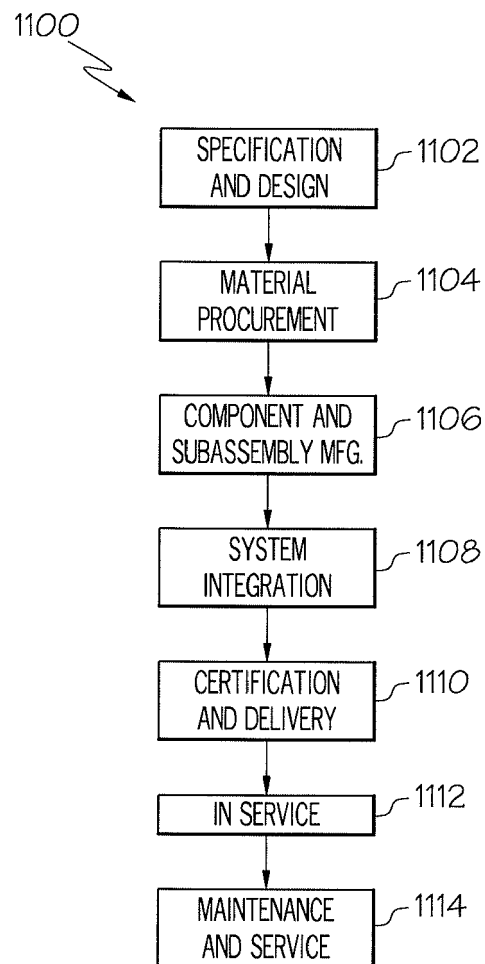 1100
SPECIFICATION
AND DESIGN
1102
MATERIAL
PROCUREMENT
1104
COMPONENT AND
SUBASSEMBLY MFG.
1106
SYSTEM
INTEGRATION
1108
CERTIFICATION
AND DELIVERY
1110
IN SERVICE
1112
MAINTENANCE
AND SERVICE
1114